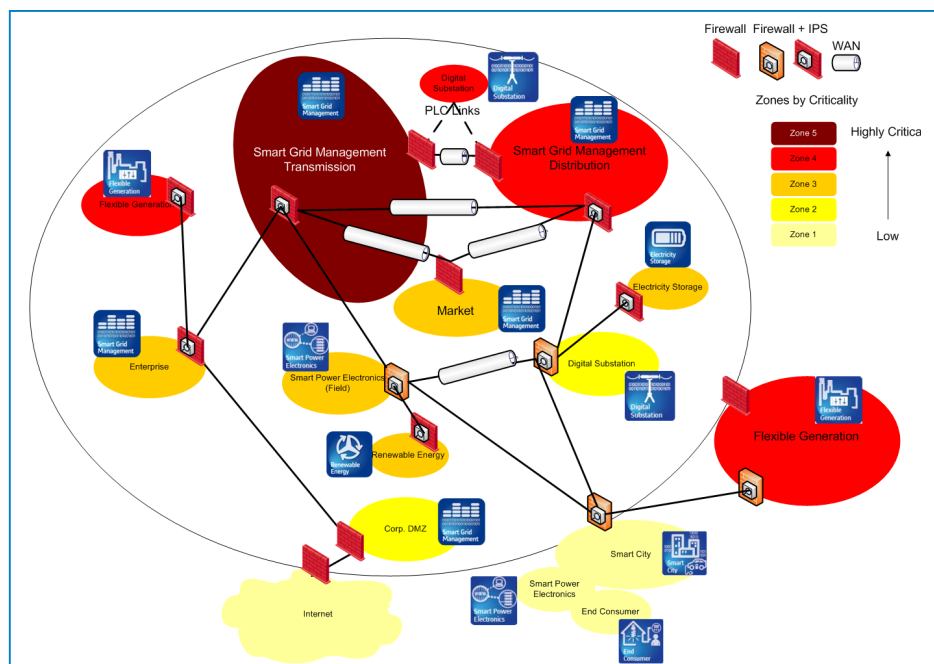 Firewall Firewall + IPS
WAN
Zones by Criticality
Zone 5
Highly Critica
Zone 4
Zone 3
Zone 2
Zone 1
Low
Smart Grid
Management
Digital
Substation
Digital
Substation
PLC Links
Smart Grid
Management
Smart Grid Management
Transmission
Smart Grid Management
Distribution
Flexible
Generation
Flexible Generation
Electricity
Storage
Electricity Storage
Market
Smart Grid
Management
Smart Grid
Management
Enterprise
Smart Power
Electronics
Smart Power Electronics
(Field)
Digital Substation
Digital
Substation
Flexible
Generation
Flexible Generation
Renewable
Energy
Renewable Energy
Corp. DMZ
Smart Grid
Management
Smart City
Smart
City
Internet
Smart Power
Electronics
Smart Power
Electronics
End Consumer
End
Consumer